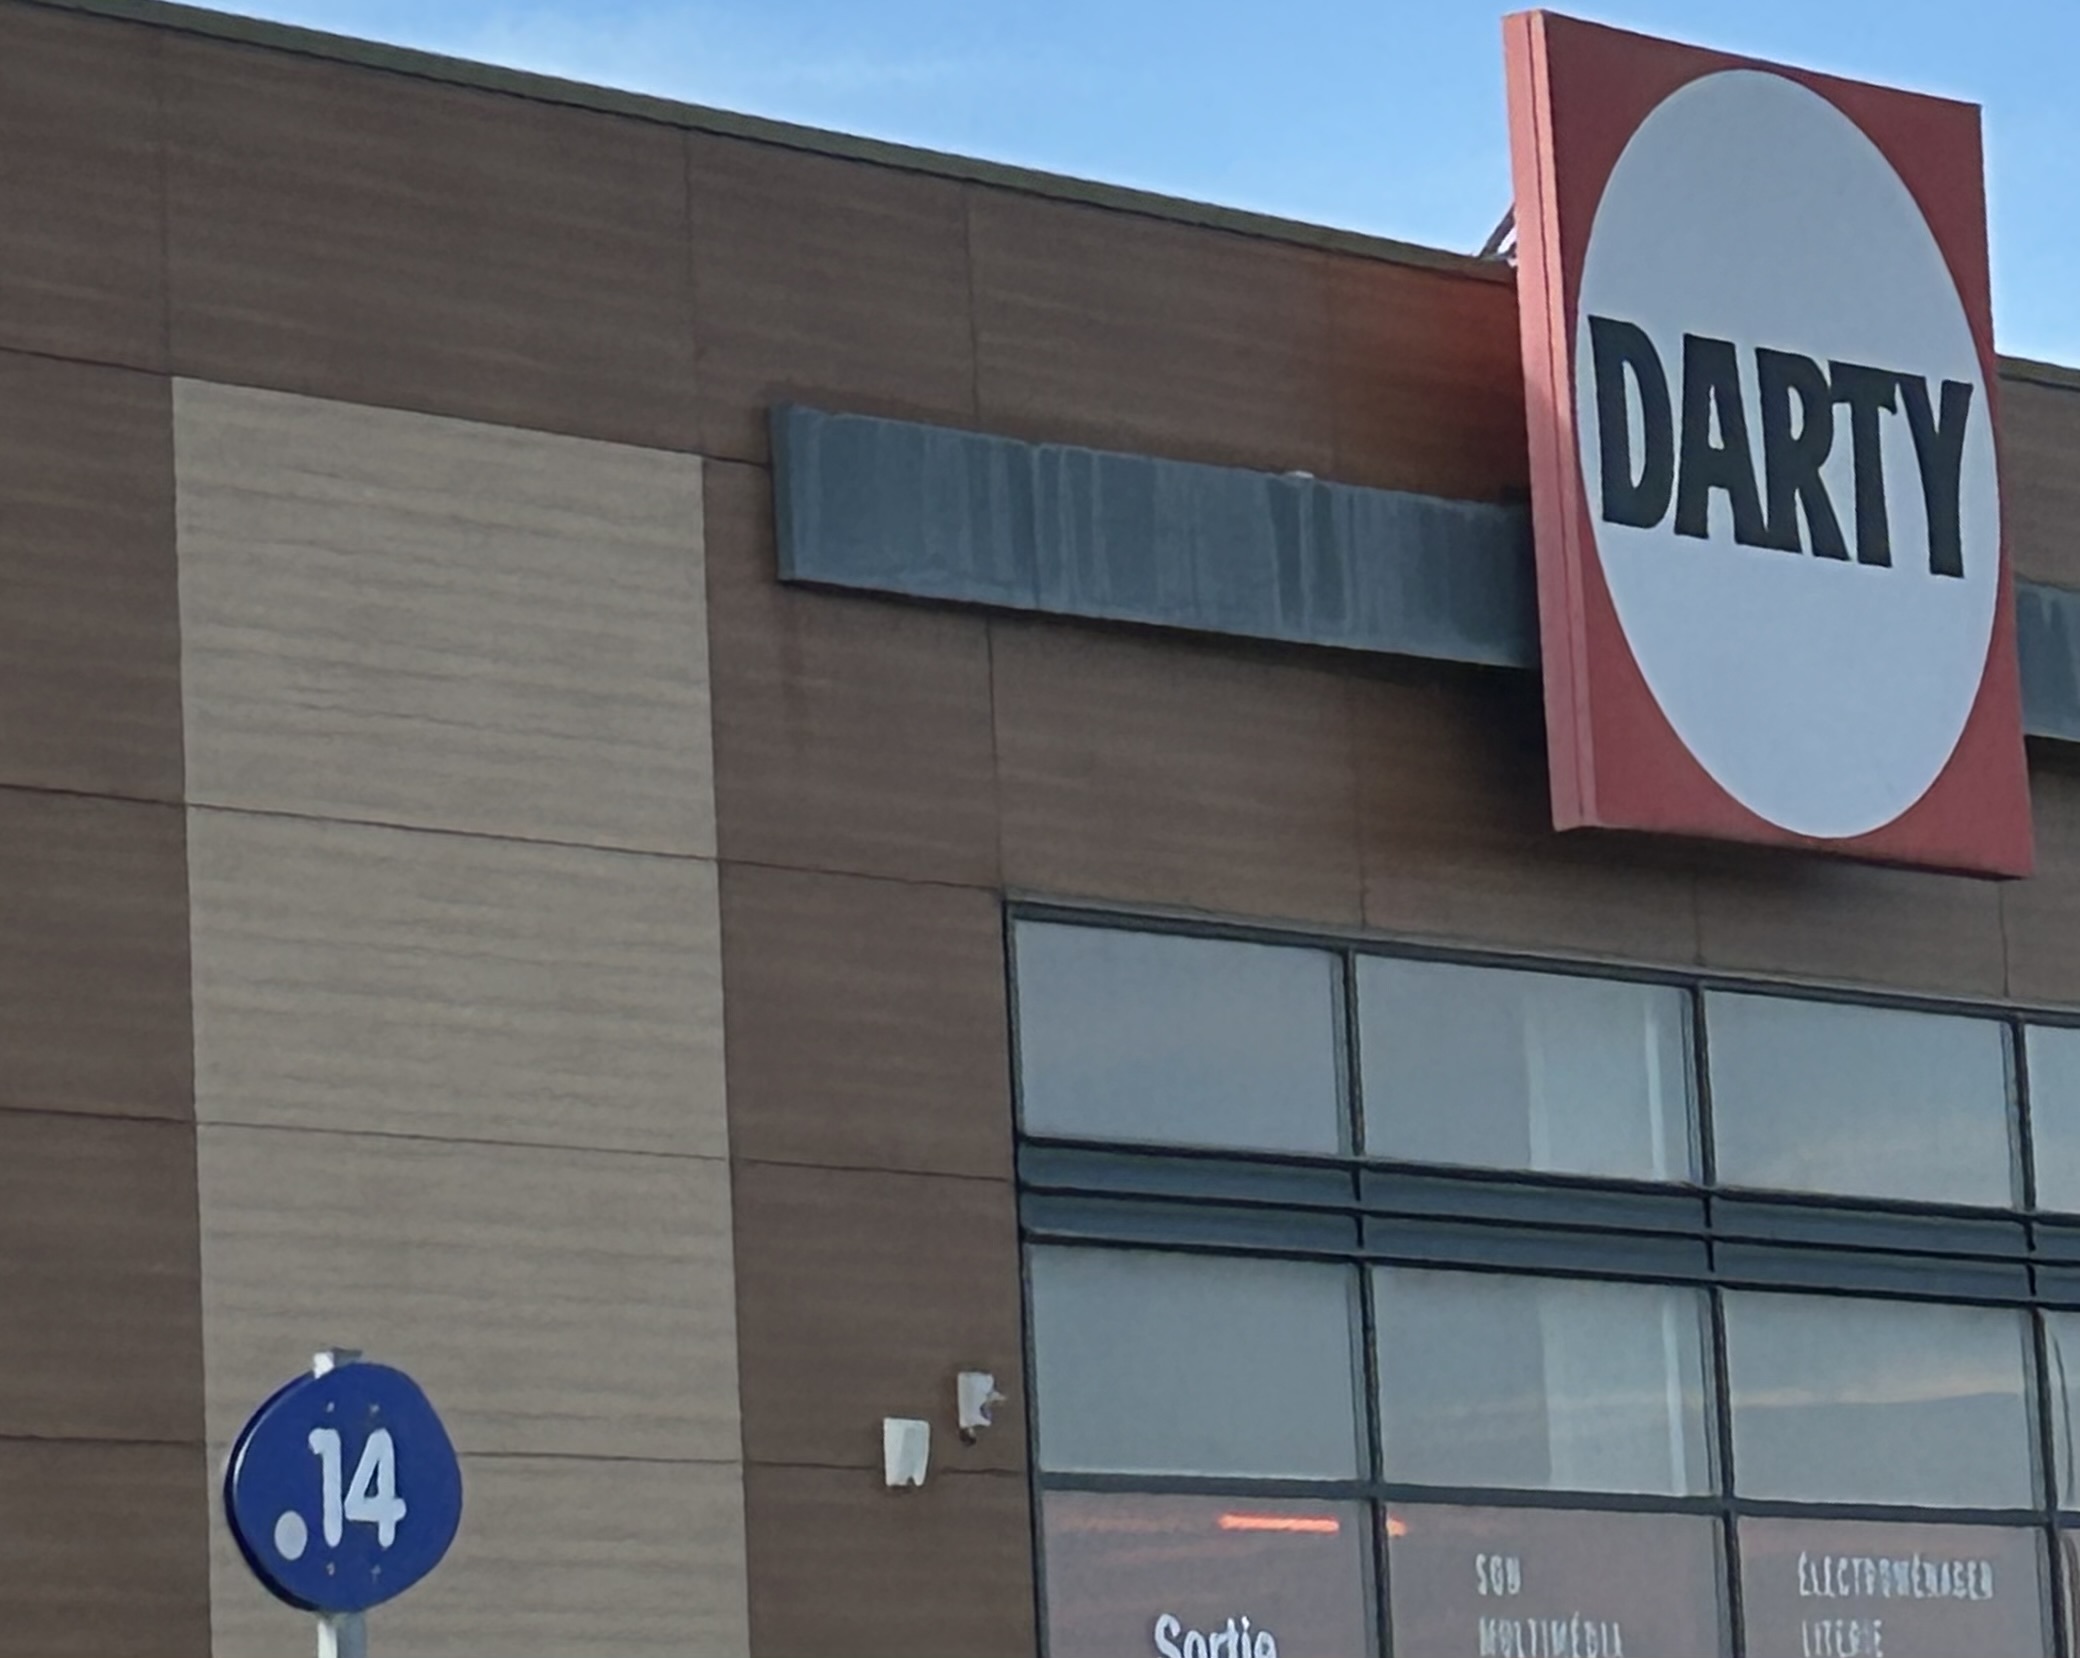 DARTY
.14
SON
MULTIMÉDIA
ÉLECTROMÉNAGER
LITERIE
Sortie